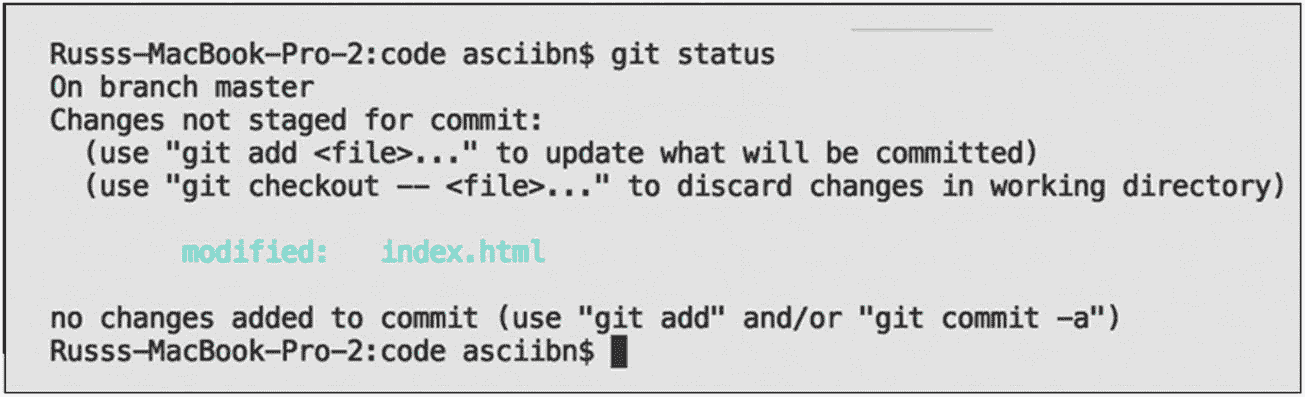 Russs-MacBook-Pro-2:code asciibn$ git status
On branch master
Changes not staged for commit:
  (use "git add <file>..." to update what will be committed)
  (use "git checkout -- <file>..." to discard changes in working directory)
        modified:   index.html
no changes added to commit (use "git add" and/or "git commit -a")
Russs-MacBook-Pro-2:code asciibn$